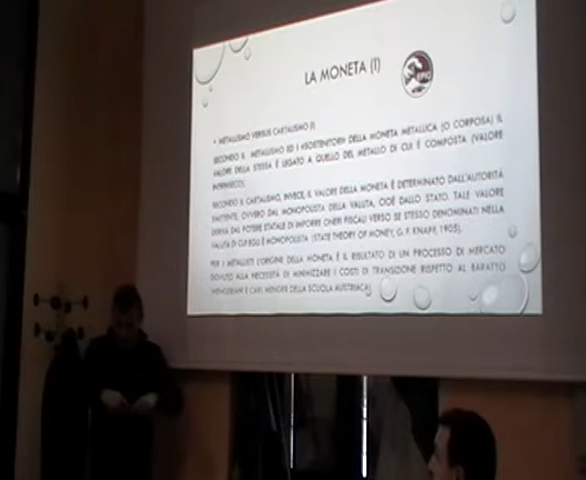 LA MONETA (I)
EPIC
• METALLISMO VERSUS CARTALISMO (I)
SECONDO IL METALLISMO ED I «SOSTENITORI» DELLA MONETA METALLICA (O CORPOSA) IL
VALORE DELLA STESSA È LEGATO A QUELLO DEL METALLO DI CUI È COMPOSTA (VALORE
INTRINSECO).
SECONDO IL CARTALISMO, INVECE, IL VALORE DELLA MONETA È DETERMINATO DALL'AUTORITÀ
EMITTENTE, OVVERO DAL MONOPOLISTA DELLA VALUTA, CIOÈ DALLO STATO. TALE VALORE
DERIVA DAL POTERE STATALE DI IMPORRE ONERI FISCALI VERSO SE STESSO DENOMINATI NELLA
VALUTA DI CUI EGLI È MONOPOLISTA (STATE THEORY OF MONEY, G. F. KNAPP, 1905).
PER I METALLISTI L'ORIGINE DELLA MONETA È IL RISULTATO DI UN PROCESSO DI MERCATO
DOVUTO ALLA NECESSITÀ DI MINIMIZZARE I COSTI DI TRANSIZIONE RISPETTO AL BARATTO
(MENGERIANI E CARL MENGER DELLA SCUOLA AUSTRIACA).